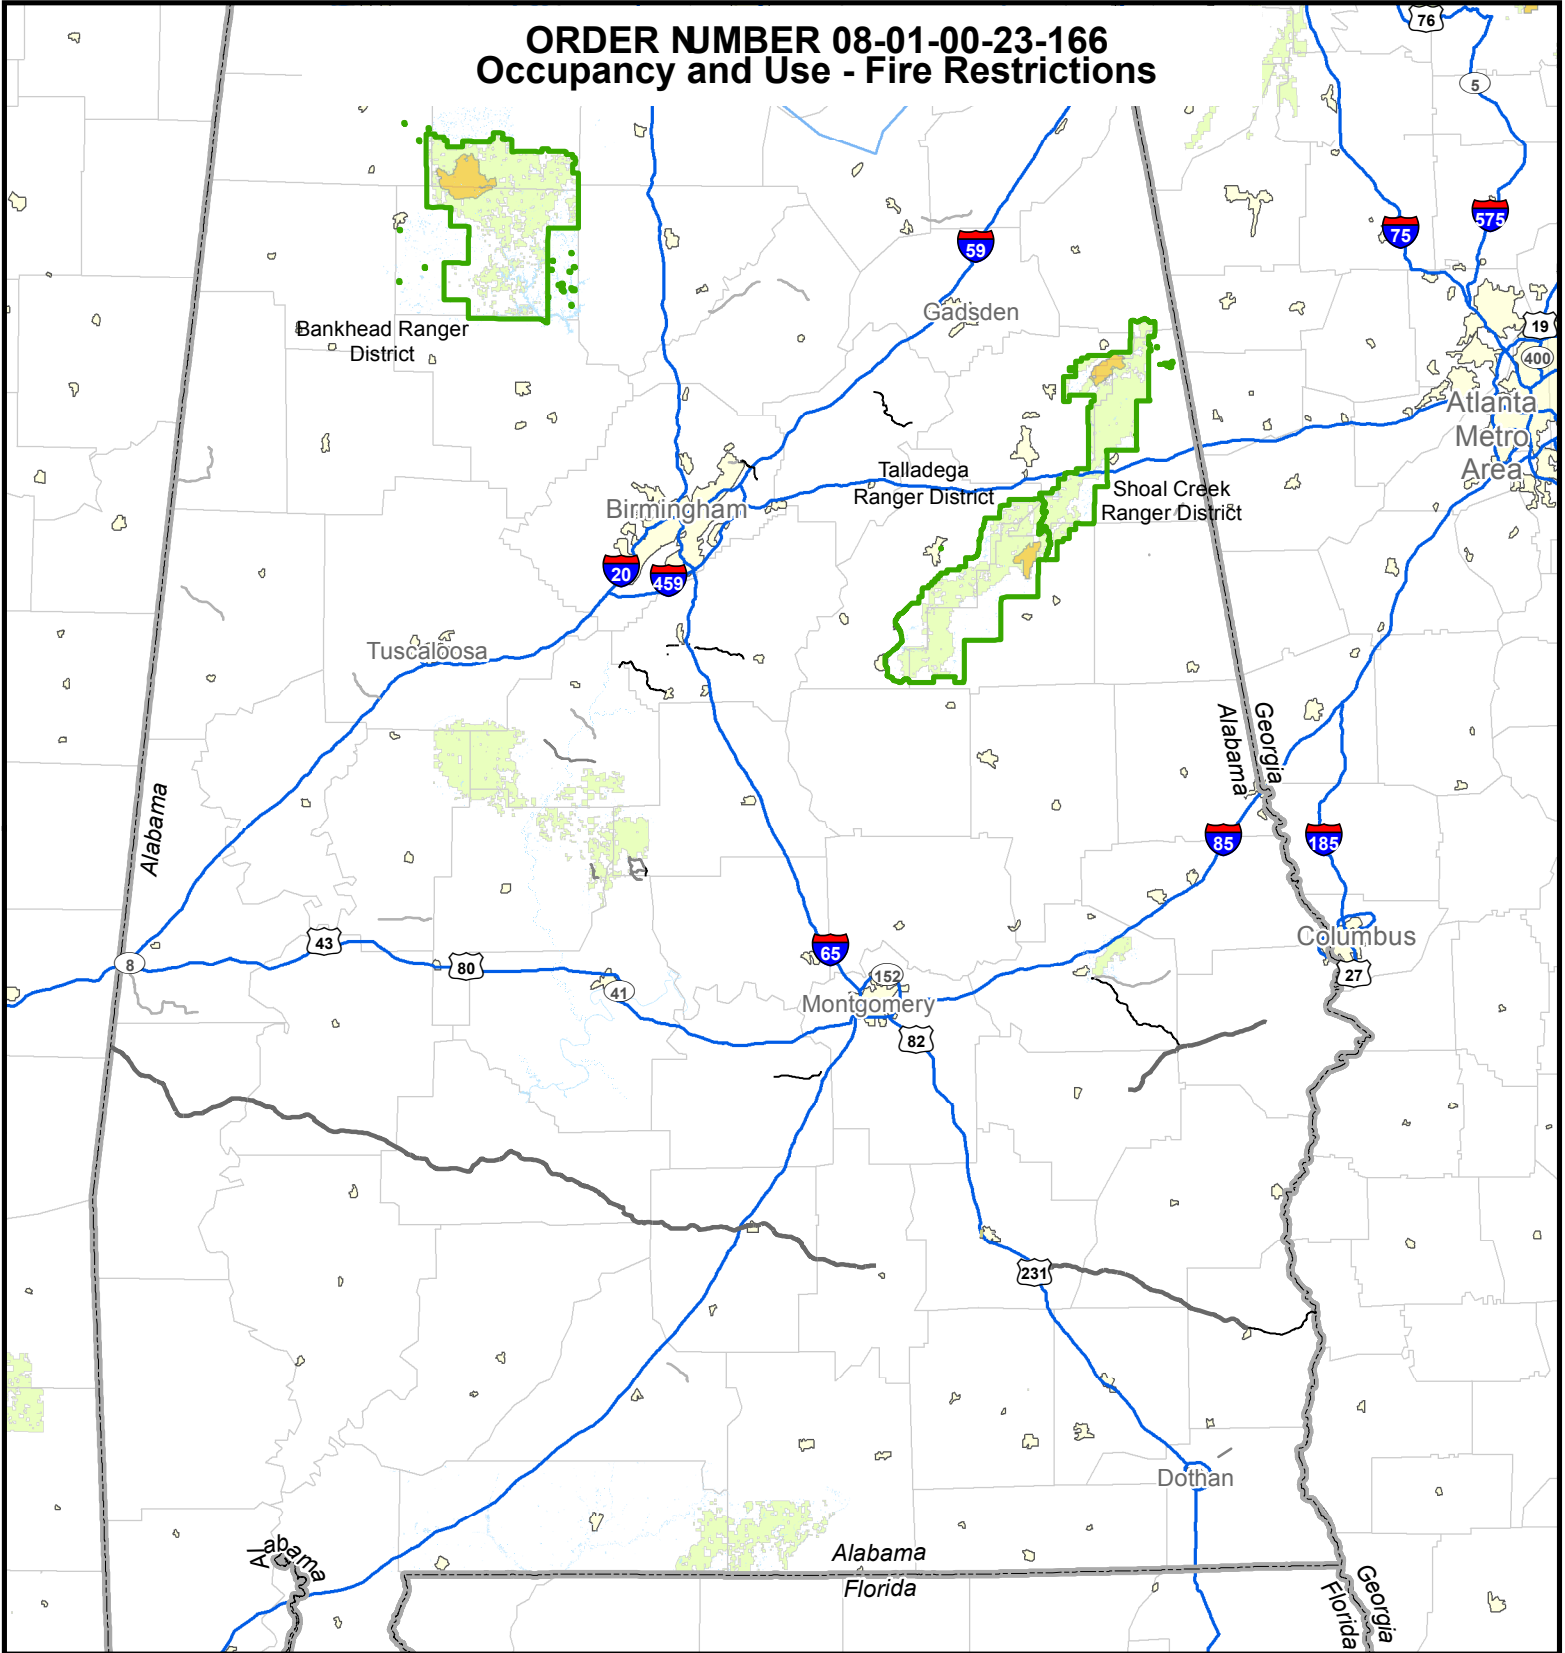 ORDER NUMBER 08-01-00-23-166
Occupancy and Use - Fire Restrictions
76
5
575
75
59
Gadsden
19
400
Bankhead Ranger
District
Atlanta
Metro
Area
Talladega
Ranger District
Shoal Creek
Ranger District
Birmingham
20
459
Tuscaloosa
Georgia
Alabama
Alabama
85
185
43
65
Columbus
8
80
152
27
41
Montgomery
82
231
Dothan
Alabama
Alabama
Florida
Georgia
Florida